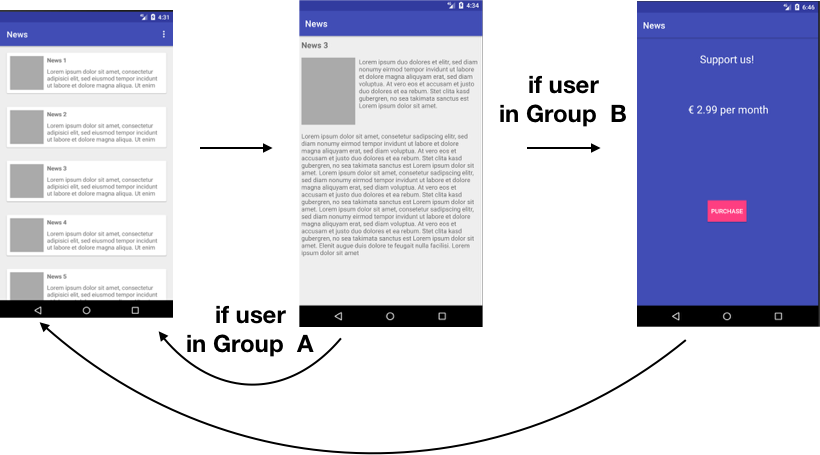 4:31
News
News 1
Lorem ipsum dolor sit amet, consectetur
adipisici elit, sed eiusmod tempor incidunt
ut labore et dolore magna aliqua. Ut enim
News 2
Lorem ipsum dolor sit amet, consectetur
adipisici elit, sed eiusmod tempor incidunt
ut labore et dolore magna aliqua. Ut enim
News 3
Lorem ipsum dolor sit amet, consectetur
adipisici elit, sed eiusmod tempor incidunt
ut labore et dolore magna aliqua. Ut enim
News 4
Lorem ipsum dolor sit amet, consectetur
adipisici elit, sed eiusmod tempor incidunt
ut labore et dolore magna aliqua. Ut enim
News 5
Lorem ipsum dolor sit amet, consectetur
adipisici elit, sed eiusmod tempor incidunt
ut labore et dolore magna aliqua. Ut enim
4:34
News
News 3
Lorem ipsum duo dolores et elitr, sed diam
nonumy eirmod tempor invidunt ut labore
et dolore magna aliquyam erat, sed diam
voluptua. At vero eos et accusam et justo
duo dolores et ea rebum. Stet clita kasd
gubergren, no sea takimata sanctus est
Lorem ipsum dolor sit amet.
Lorem ipsum dolor sit amet, consetetur sadipscing elitr, sed
diam nonumy eirmod tempor invidunt ut labore et dolore
magna aliquyam erat, sed diam voluptua. At vero eos et
accusam et justo duo dolores et ea rebum. Stet clita kasd
gubergren, no sea takimata sanctus est Lorem ipsum dolor sit
amet. Lorem ipsum dolor sit amet, consetetur sadipscing elitr,
sed diam nonumy eirmod tempor invidunt ut labore et dolore
magna aliquyam erat, sed diam voluptua. At vero eos et
accusam et justo duo dolores et ea rebum. Stet clita kasd
gubergren, no sea takimata sanctus est Lorem ipsum dolor sit
amet. Lorem ipsum dolor sit amet, consetetur sadipscing elitr,
sed diam nonumy eirmod tempor invidunt ut labore et dolore
magna aliquyam erat, sed diam voluptua. At vero eos et
accusam et justo duo dolores et ea rebum. Stet clita kasd
gubergren, no sea takimata sanctus est Lorem ipsum dolor sit
amet. Elenit augue duis dolore te feugait nulla facilisi. Lorem
ipsum dolor sit amet
if user
in Group A
if user
in Group B
6:46
News
Support us!
€ 2.99 per month
PURCHASE